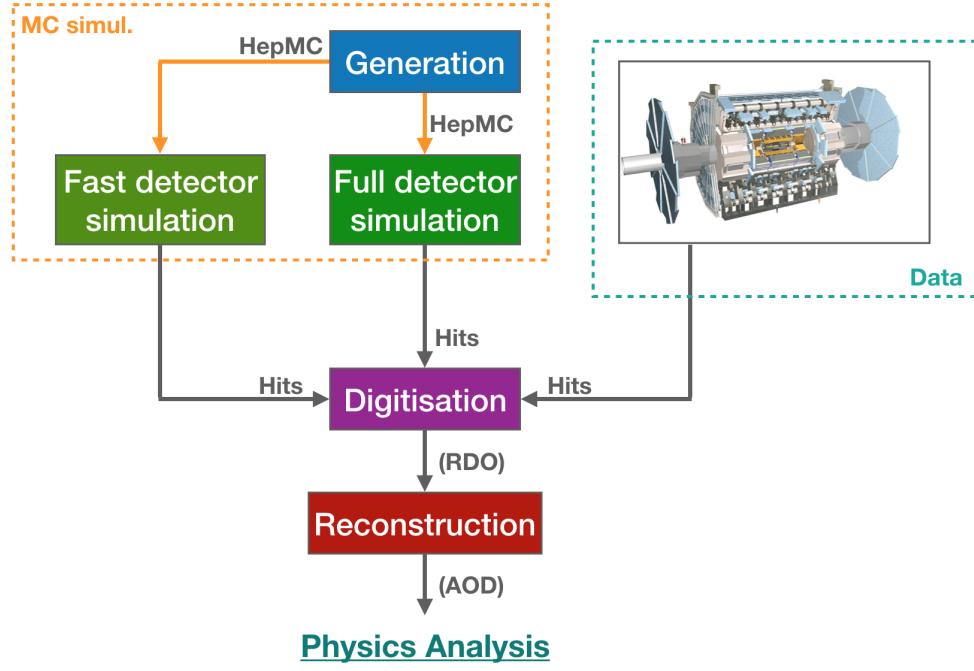 MC simul.
HepMC
Generation
HepMC
Fast detector
simulation
Full detector
simulation
Data
Hits
Hits
Digitisation
Hits
(RDO)
Reconstruction
(AOD)
Physics Analysis